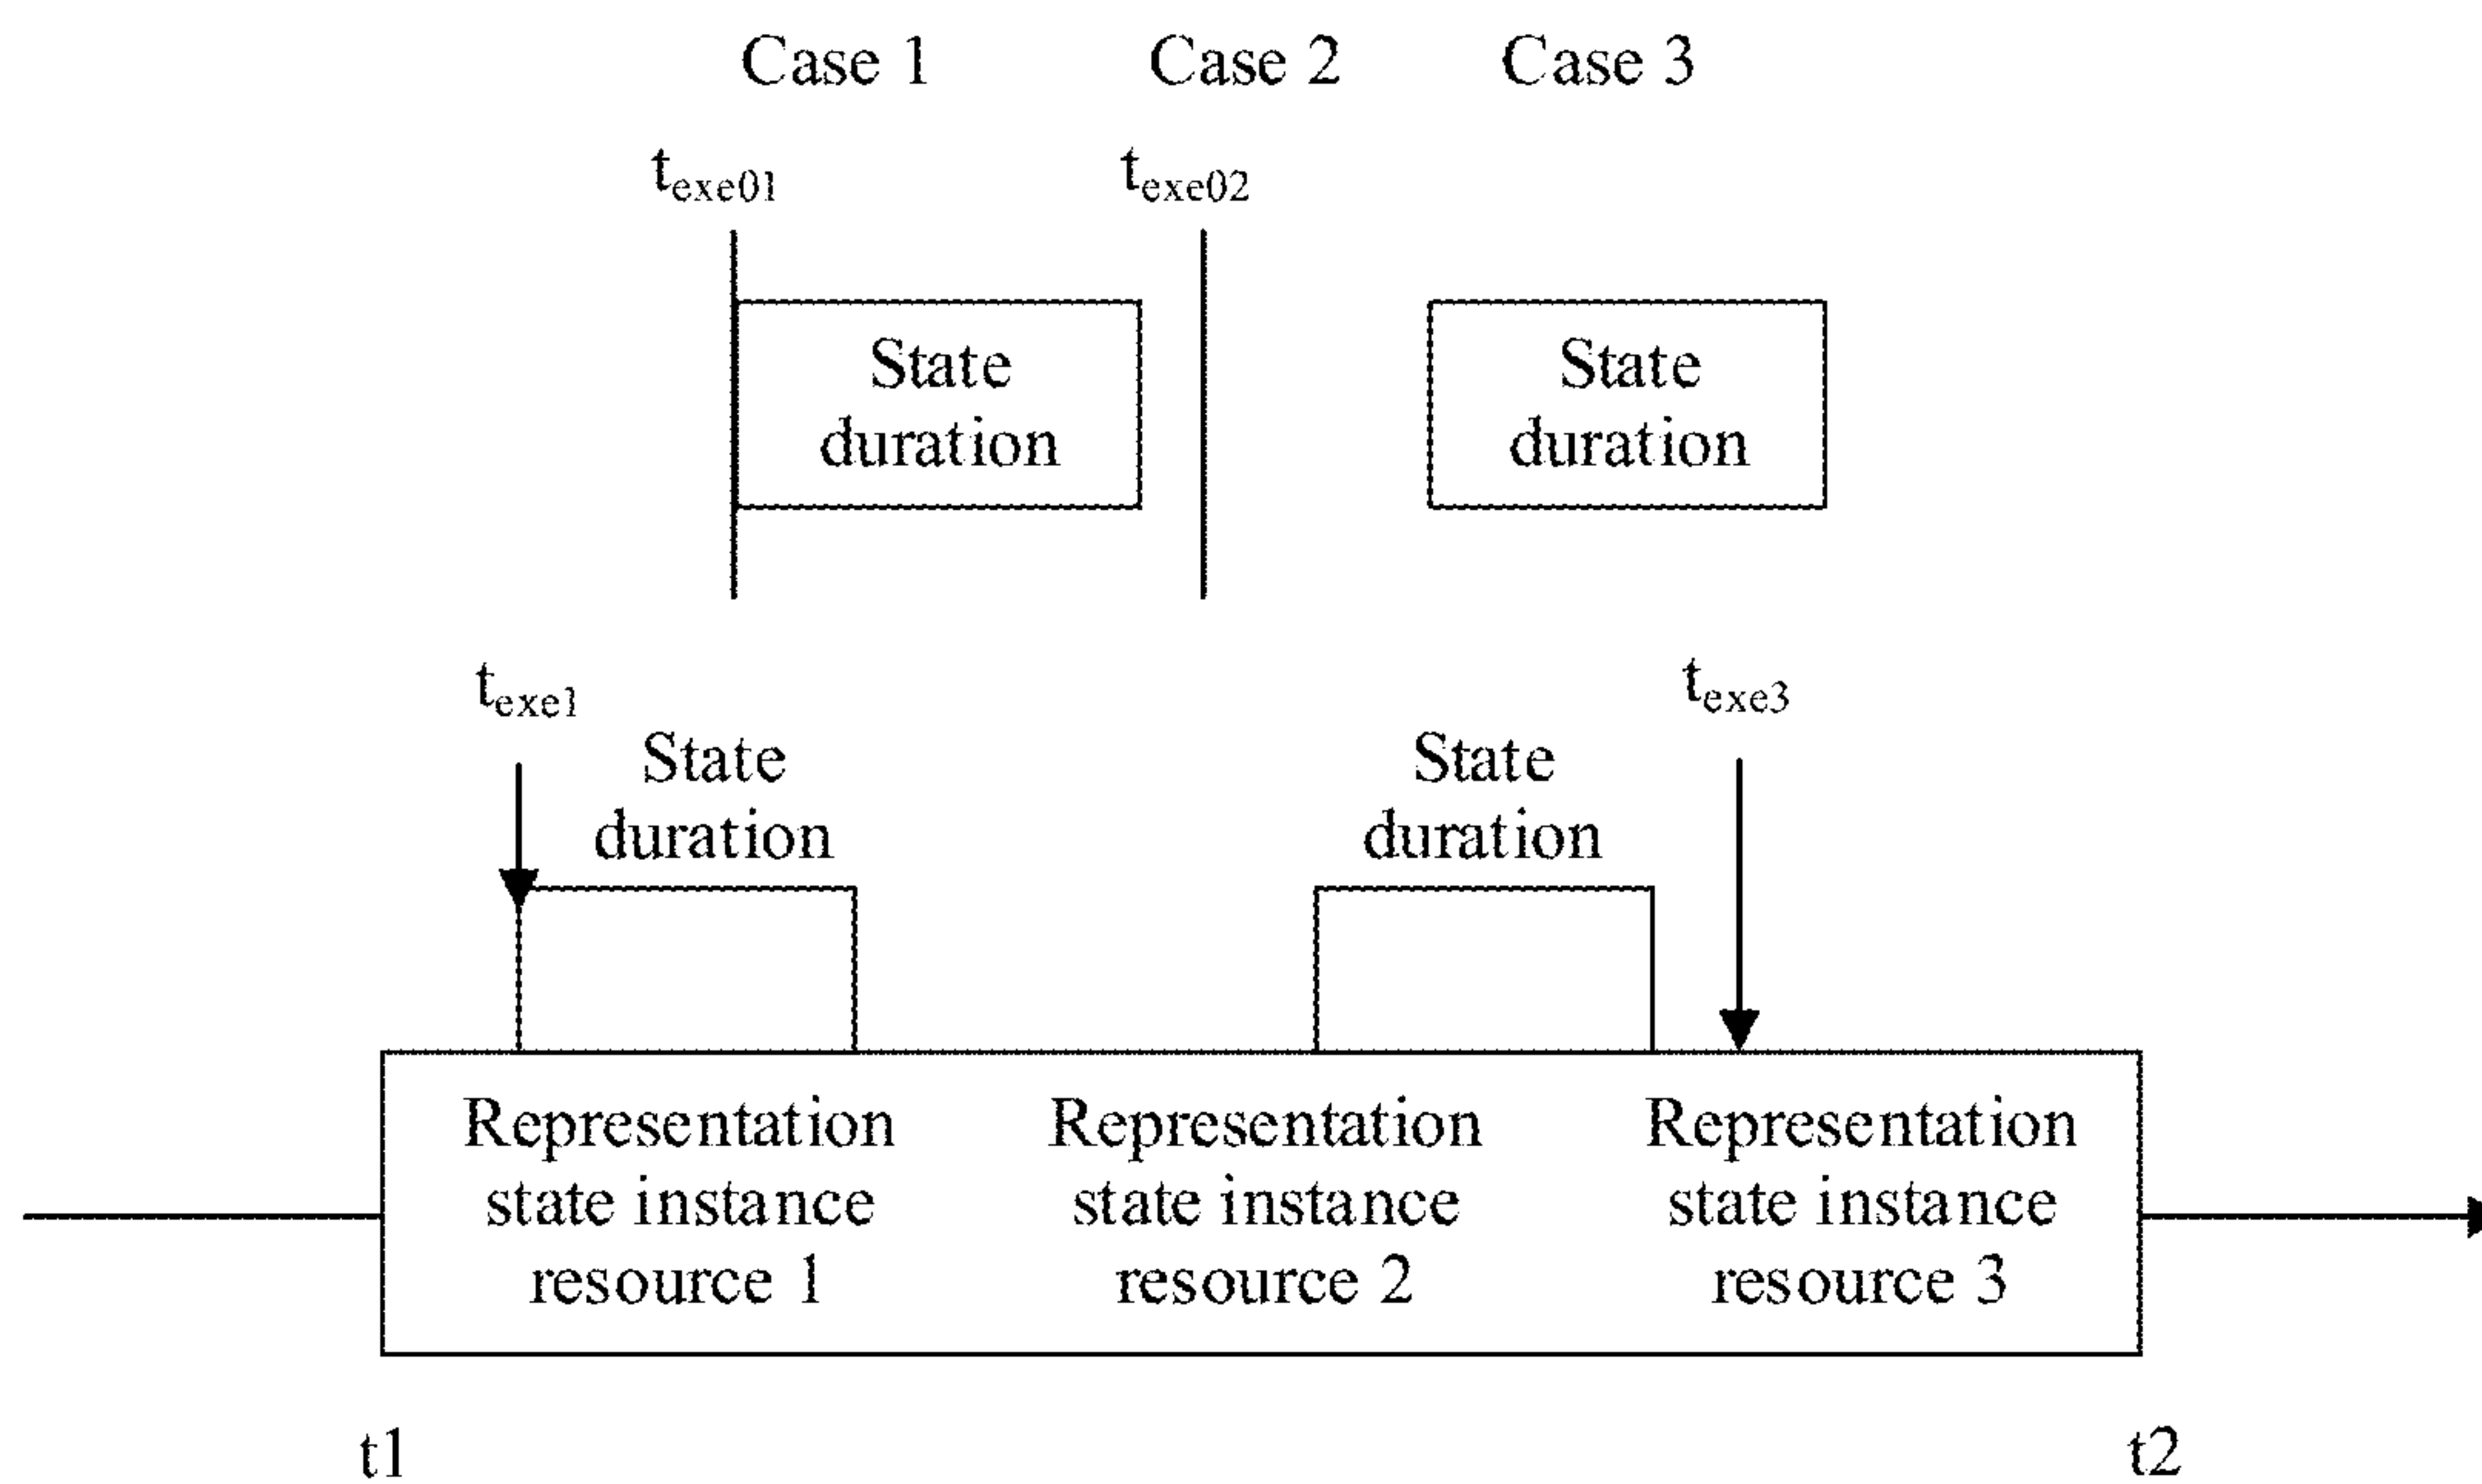 Case 1 Case 2 Case 3
texe01 texe02
State
duration
State
duration
texe1 texe3
State
duration
State
duration
Representation
state instance
resource 1
Representation
state instance
resource 2
Representation
state instance
resource 3
t1 t2